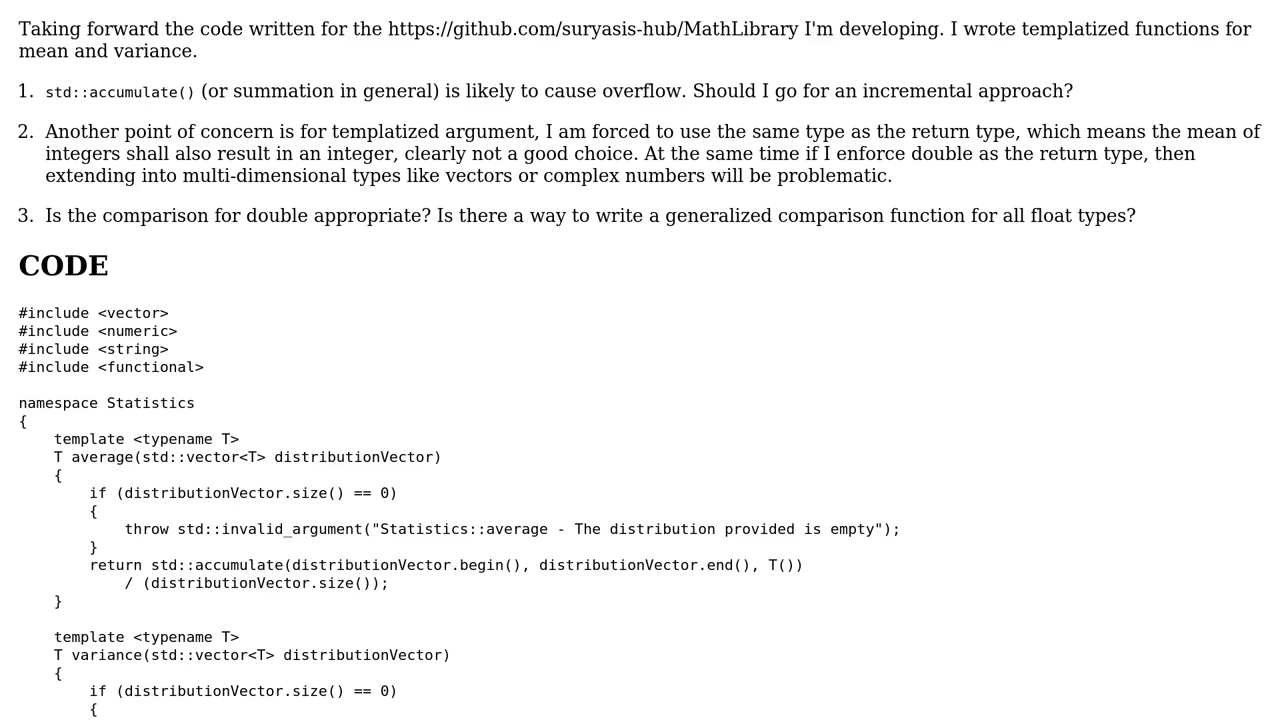 Taking forward the code written for the https://github.com/suryasis-hub/MathLibrary I'm developing. I wrote templatized functions for
mean and variance.
1. std::accumulate() (or summation in general) is likely to cause overflow. Should I go for an incremental approach?
2. Another point of concern is for templatized argument, I am forced to use the same type as the return type, which means the mean of
integers shall also result in an integer, clearly not a good choice. At the same time if I enforce double as the return type, then
extending into multi-dimensional types like vectors or complex numbers will be problematic.
3. Is the comparison for double appropriate? Is there a way to write a generalized comparison function for all float types?
CODE
#include <vector>
#include <numeric>
#include <string>
#include <functional>
namespace Statistics
{
    template <typename T>
    T average(std::vector<T> distributionVector)
    {
        if (distributionVector.size() == 0)
        {
            throw std::invalid_argument("Statistics::average - The distribution provided is empty");
        }
        return std::accumulate(distributionVector.begin(), distributionVector.end(), T())
            / (distributionVector.size());
    }
    template <typename T>
    T variance(std::vector<T> distributionVector)
    {
        if (distributionVector.size() == 0)
        {